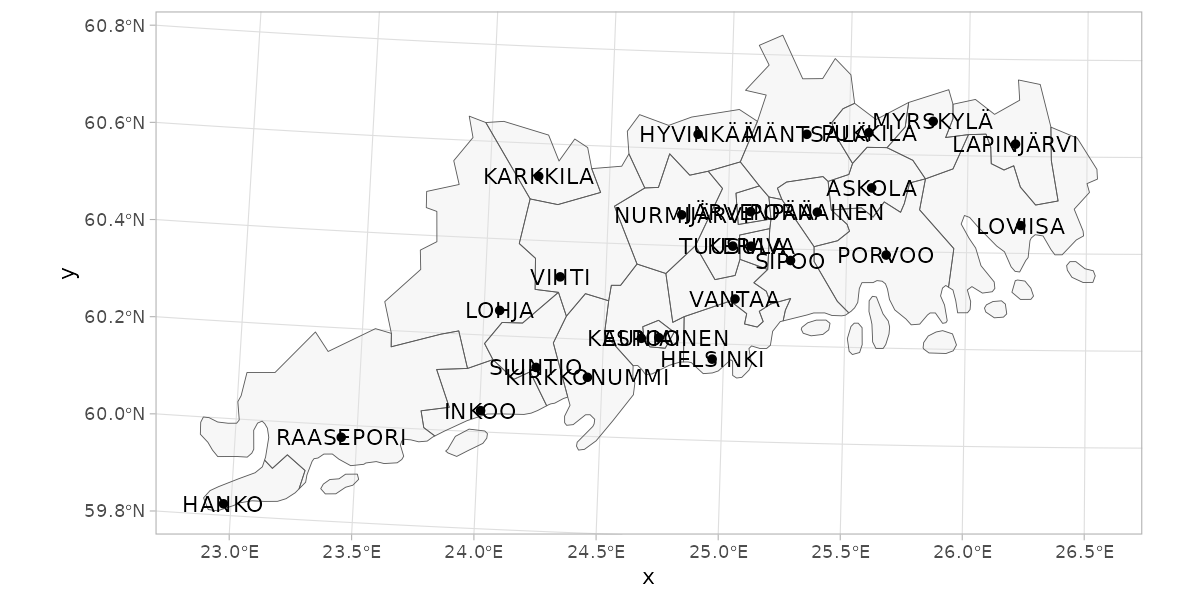 60.8°N
60.6°N
60.4°N
60.2°N
60.0°N
59.8°N
y
HYVINKÄÄ
MÄNTSÄLÄ
PUKKILA
MYRSKYLÄ
LAPINJÄRVI
KARKKILA
ASKOLA
NURMIJÄRVI
JÄRVENPÄÄ
PORNAINEN
LOVIISA
TUUSULA
KERAVA
SIPOO
PORVOO
VIHTI
VANTAA
LOHJA
ESPOO
KAUNIAINEN
HELSINKI
SIUNTIO
KIRKKONUMMI
INKOO
RAASEPORI
HANKO
23.0°E 23.5°E 24.0°E 24.5°E 25.0°E 25.5°E 26.0°E 26.5°E
x